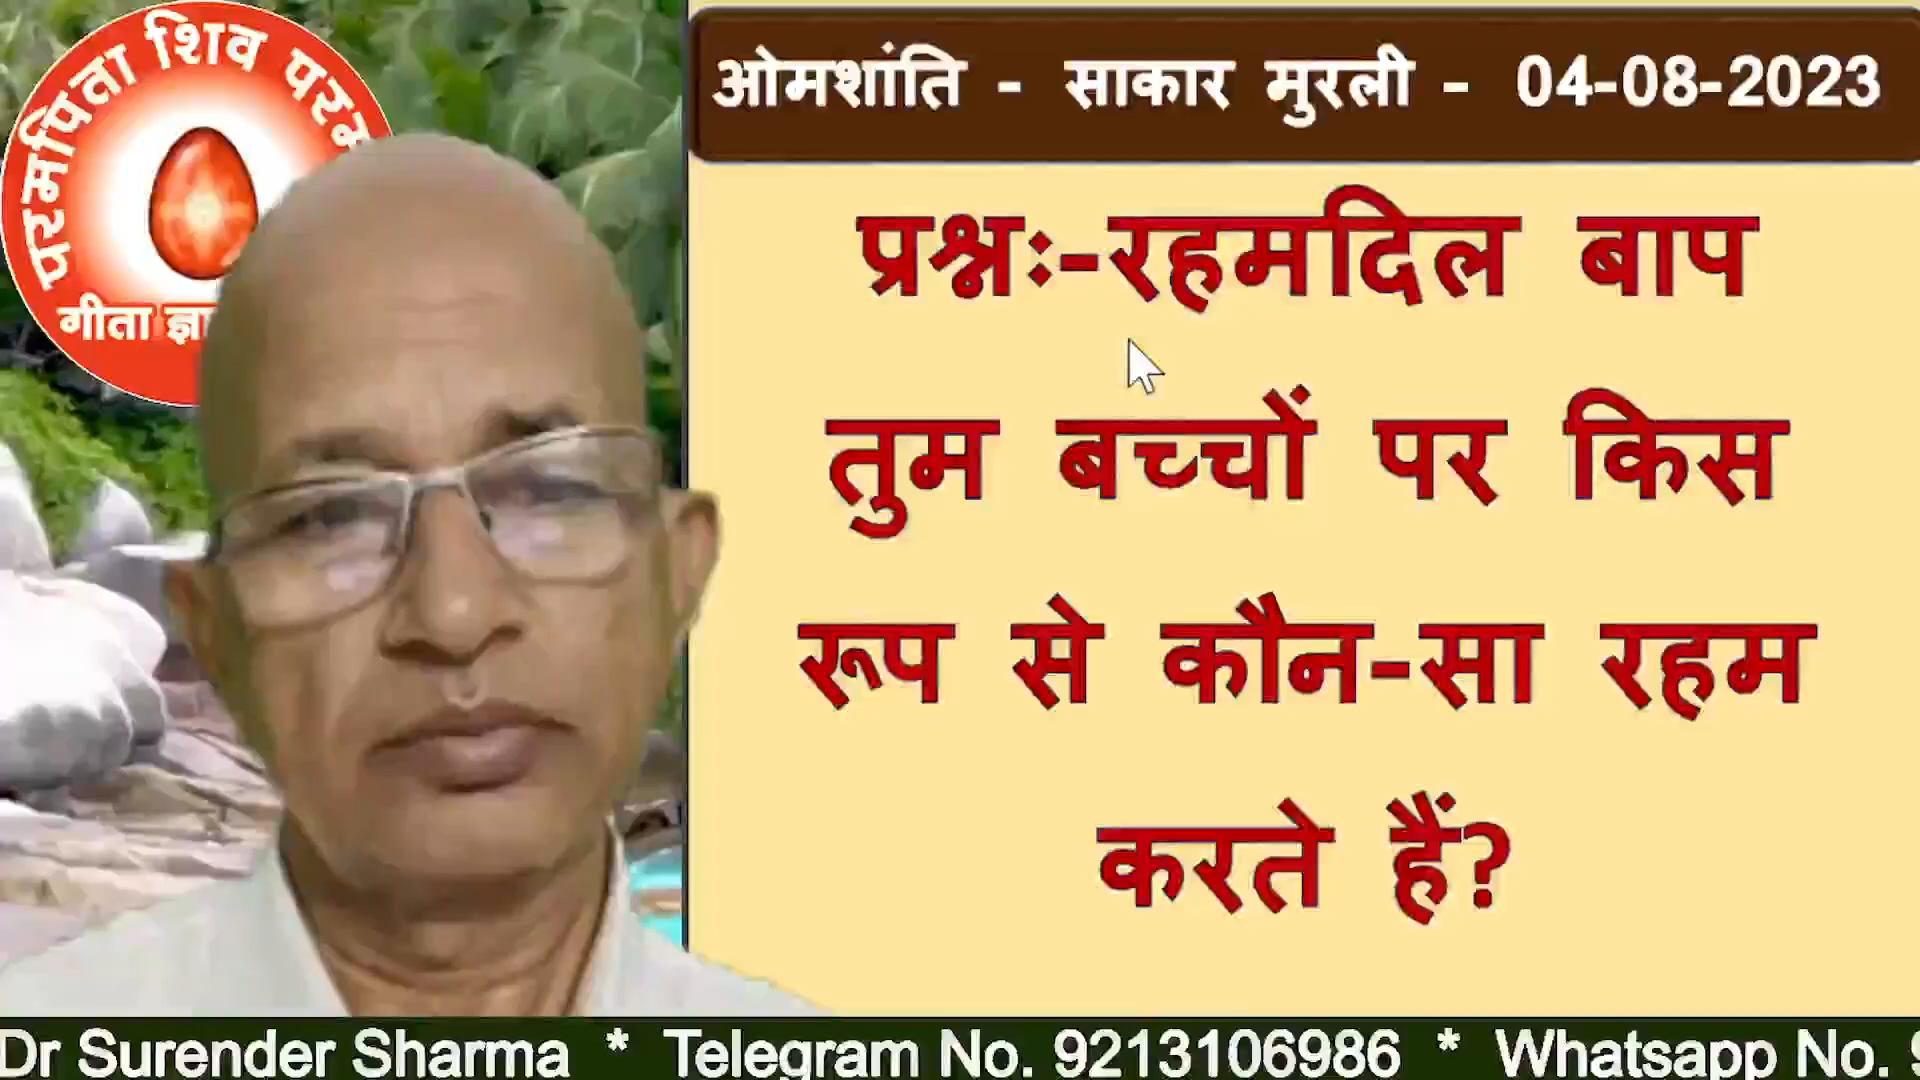 परमपिता शिव
गीता
ओमशांति - साकार मुरली - 04-08-2023
प्रश्नः-रहमदिल बाप
तुम बच्चों पर किस
रूप से कौन-सा रहम
करते हैं?
Dr Surender Sharma * Telegram No. 9213106986 * Whatsapp No. 9